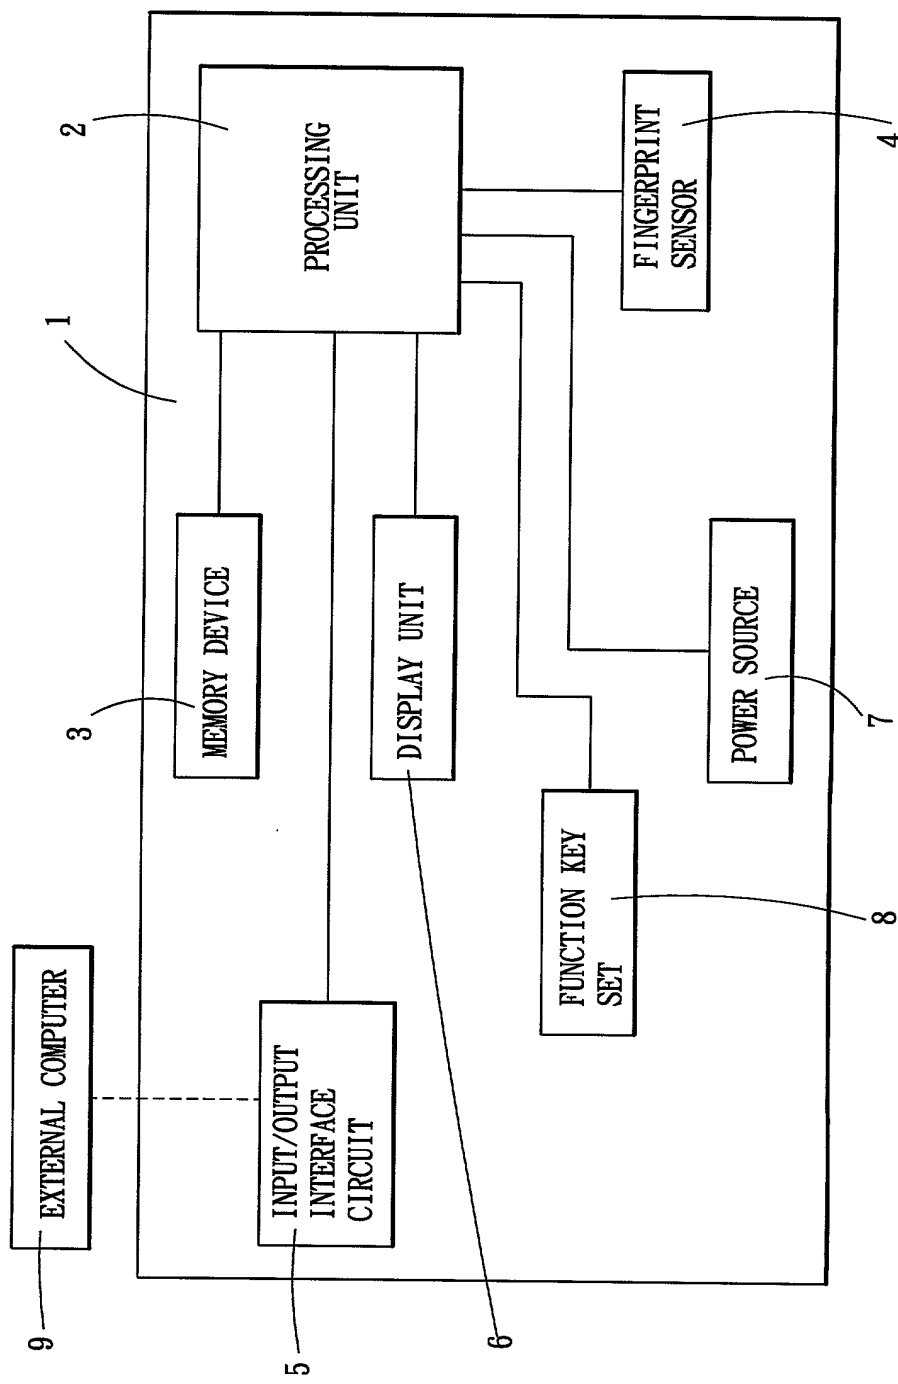 9
EXTERNAL COMPUTER
5
INPUT/OUTPUT
INTERFACE
CIRCUIT
6
3
MEMORY DEVICE
DISPLAY UNIT
FUNCTION KEY
SET
8
POWER SOURCE
7
1
2
PROCESSING
UNIT
FINGERPRINT
SENSOR
4